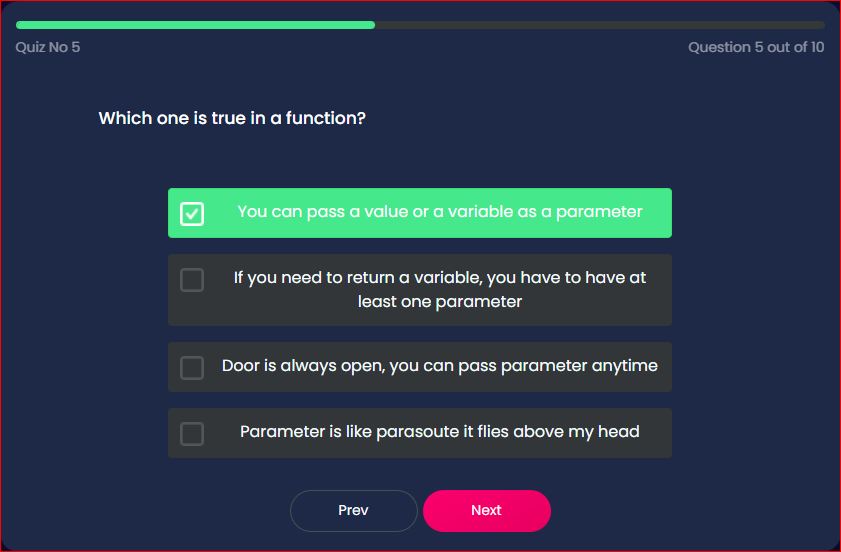 Quiz No 5
Question 5 out of 10
Which one is true in a function?
You can pass a value or a variable as a parameter
If you need to return a variable, you have to have at
least one parameter
Door is always open, you can pass parameter anytime
Parameter is like parasoute it flies above my head
Prev
Next